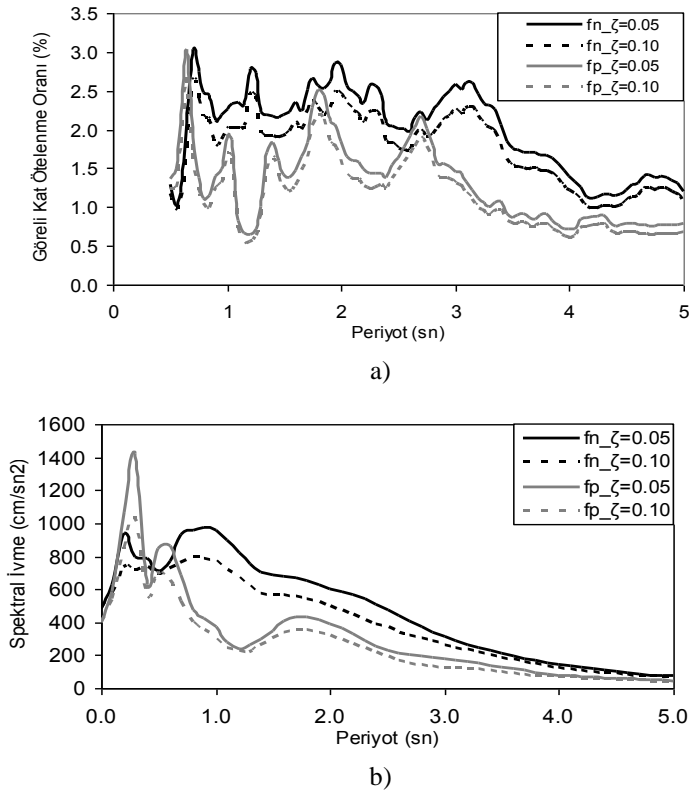 3.5
3.0
2.5
2.0
1.5
1.0
0.5
0.0
Göreli Kat Ötelenme Oranı (%)
fn_ζ=0.05
fn_ζ=0.10
fp_ζ=0.05
fp_ζ=0.10
0 1 2 3 4 5
Periyot (sn)
a)
1600
1400
1200
1000
800
600
400
200
0
Spektral İvme (cm/sn2)
fn_ζ=0.05
fn_ζ=0.10
fp_ζ=0.05
fp_ζ=0.10
0.0 1.0 2.0 3.0 4.0 5.0
Periyot (sn)
b)